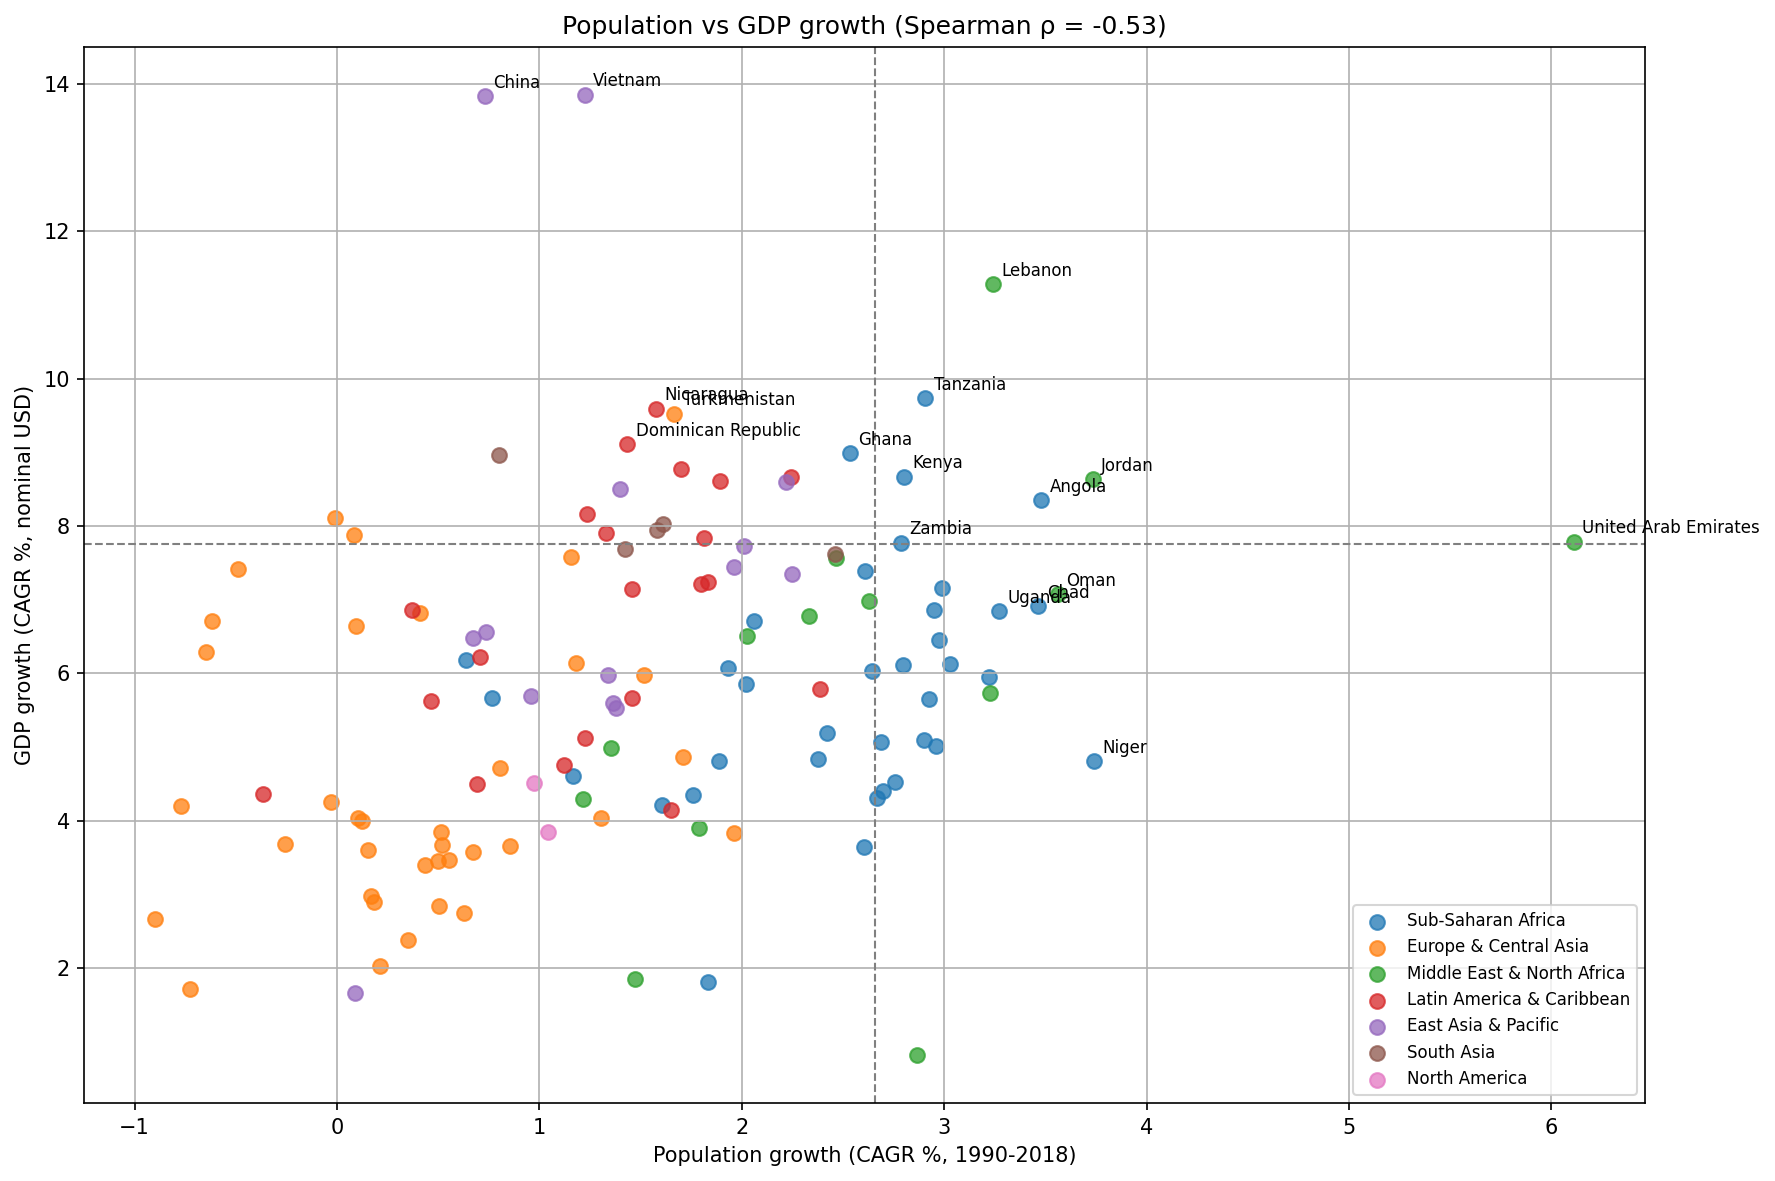 Population vs GDP growth (Spearman ρ = -0.53)
GDP growth (CAGR %, nominal USD)
14
12
10
8
6
4
2
China
Vietnam
Lebanon
Tanzania
Nicaragua
Turkmenistan
Dominican Republic
Ghana
Kenya
Jordan
Angola
Zambia
United Arab Emirates
Oman
Chad
Uganda
Niger
Sub-Saharan Africa
Europe & Central Asia
Middle East & North Africa
Latin America & Caribbean
East Asia & Pacific
South Asia
North America
−1 0 1 2 3 4 5 6
Population growth (CAGR %, 1990-2018)